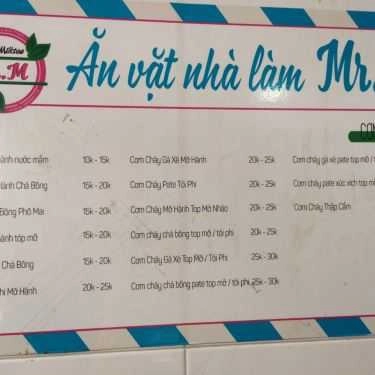 Milktea
.M
Ăn vặt nhà làm Mr.
nước mắm 10k - 15k
Hành Chà Bông 15k - 20k
Bông Phô Mai 15k - 20k
tóp mỡ 15k - 20k
Chà Bông 15k - 20k
Mỡ Hành 20k - 25k
Cơm Cháy Gà Xé Mỡ Hành 20k - 25k
Cơm Cháy Pate Tỏi Phi 20k - 25k
Cơm Cháy Mỡ Hành Top Mỡ Nhão 20k - 25k
Cơm cháy chà bông top mỡ / tỏi phi 20k - 25k
Cơm Cháy Gà Xé Top Mỡ / Tỏi Phi 25k - 30k
Cơm cháy chà bông pate top mỡ / tỏi phi 25k - 30k
Cơm cháy gà xé pate top mỡ /
Cơm cháy pate xúc xích top mỡ
Cơm Cháy Thập Cẩm